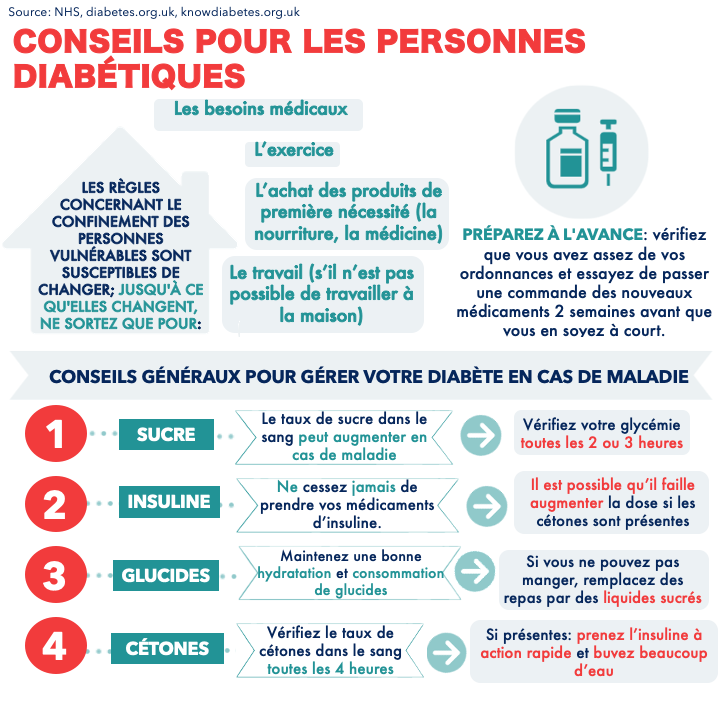 Source: NHS, diabetes.org.uk, knowdiabetes.org.uk
CONSEILS POUR LES PERSONNES
DIABÉTIQUES
Les besoins médicaux
L'exercice
L'achat des produits de
première nécessité (la
nourriture, la médicine)
Le travail (s'il n'est pas
possible de travailler à
la maison)
LES RÈGLES
CONCERNANT LE
CONFINEMENT DES
PERSONNES
VULNÉRABLES SONT
SUSCEPTIBLES DE
CHANGER; JUSQU'À CE
QU'ELLES CHANGENT,
NE SORTEZ QUE POUR:
PRÉPAREZ À L'AVANCE: vérifiez
que vous avez assez de vos
ordonnances et essayez de passer
une commande des nouveaux
médicaments 2 semaines avant que
vous en soyez à court.
CONSEILS GÉNÉRAUX POUR GÉRER VOTRE DIABÈTE EN CAS DE MALADIE
1
SUCRE
Le taux de sucre dans le
sang peut augmenter en
cas de maladie
Vérifiez votre glycémie
toutes les 2 ou 3 heures
2
INSULINE
Ne cessez jamais de
prendre vos médicaments
d'insuline.
Il est possible qu'il faille
augmenter la dose si les
cétones sont présentes
3
GLUCIDES
Maintenez une bonne
hydratation et consommation
de glucides
Si vous ne pouvez pas
manger, remplacez des
repas par des liquides sucrés
4
CÉTONES
Vérifiez le taux de
cétones dans le sang
toutes les 4 heures
Si présentes: prenez l'insuline à
action rapide et buvez beaucoup
d'eau